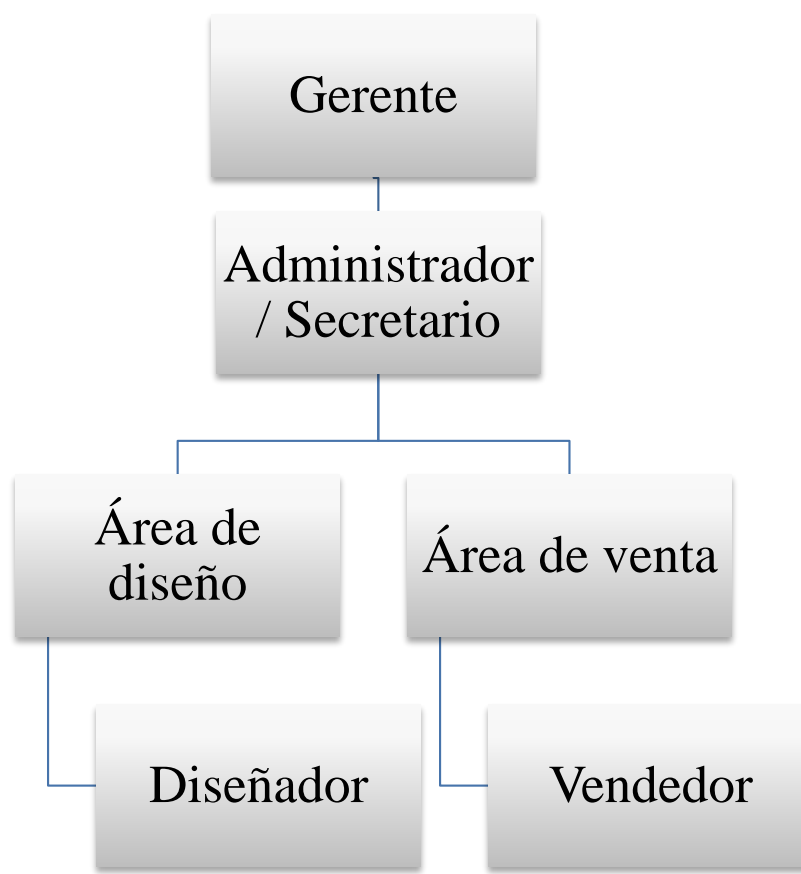 Gerente
Administrador
/ Secretario
Área de
diseño
Área de venta
Diseñador
Vendedor